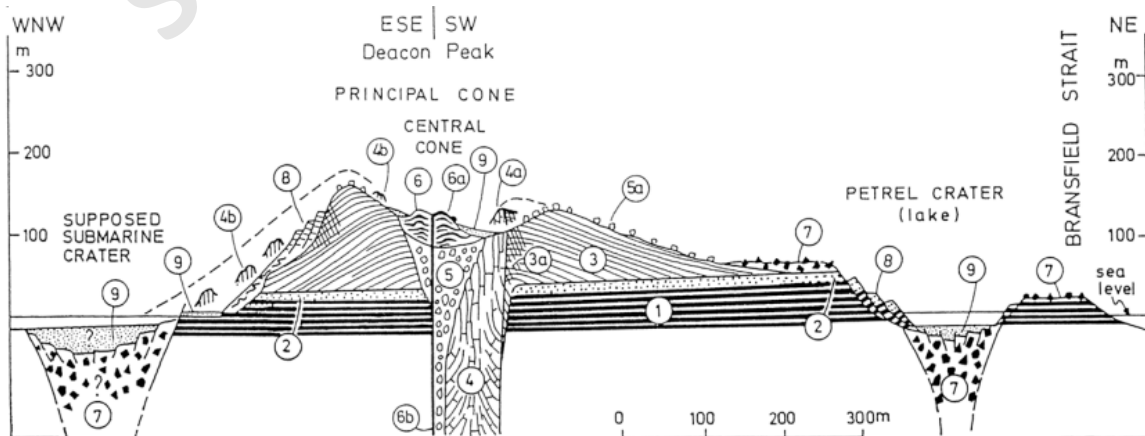 WNW
ESE | SW
NE
m
Deacon Peak
m
300
300
BRANSFIELD STRAIT
PRINCIPAL CONE
CENTRAL
CONE
200
200
4b
6
6a
9
4a
8
5a
PETREL CRATER
(lake)
SUPPOSED
SUBMARINE
CRATER
4b
100
100
7
9
3a
3
8
9
7
sea
level
9
5
1
?
2
2
?
7
4
7
6b
0
100
200
300m